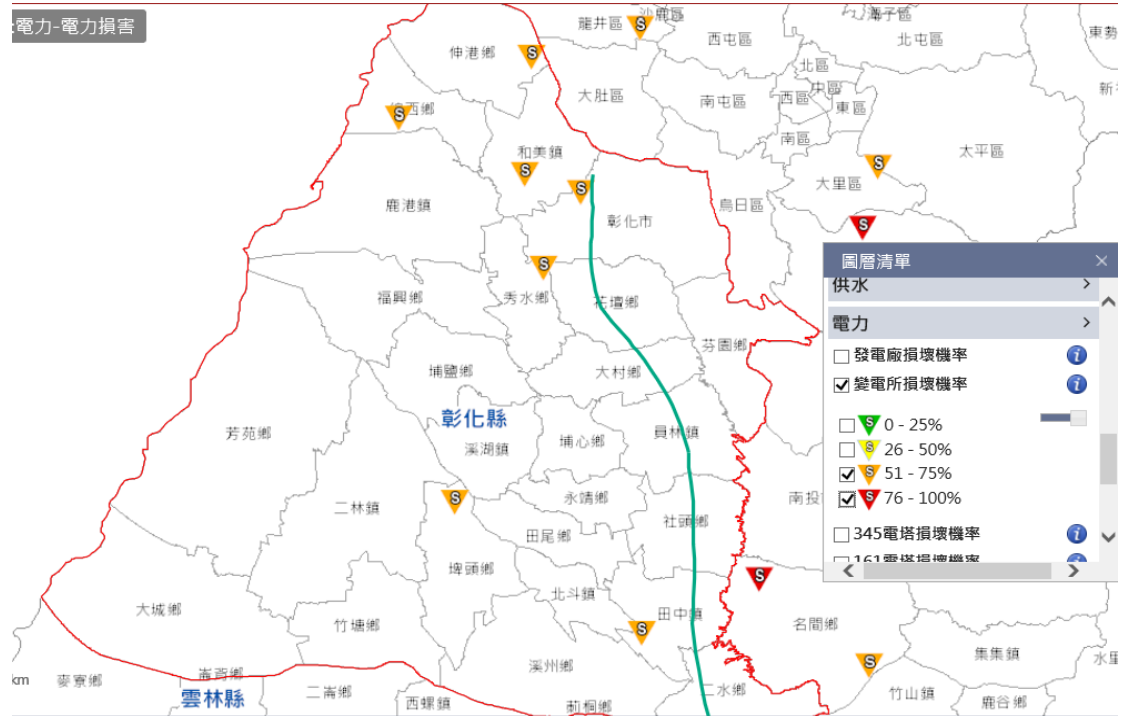 電力-電力損害
龍井區
沙鹿區
潭子區
伸港鄉
西屯區
北屯區
東勢
北區
線西鄉
大肚區
南屯區
西區
中區
東區
新
南區
和美鎮
太平區
大里區
鹿港鎮
彰化市
烏日區
圖層清單
供水
福興鄉
秀水鄉
花壇鄉
電力
芬園鄉
發電廠損壞機率
埔鹽鄉
大村鄉
變電所損壞機率
彰化縣
0 - 25%
芳苑鄉
溪湖鎮
埔心鄉
員林鎮
26 - 50%
51 - 75%
二林鎮
永靖鄉
南投
76 - 100%
社頭鄉
田尾鄉
345電塔損壞機率
161電塔損壞機率
埤頭鄉
北斗鎮
大城鄉
竹塘鄉
田中鎮
名間鄉
集集鎮
水里
溪州鄉
km
麥寮鄉
崙背鄉
雲林縣
二崙鄉
西螺鎮
莿桐鄉
二水鄉
竹山鎮
鹿谷鄉